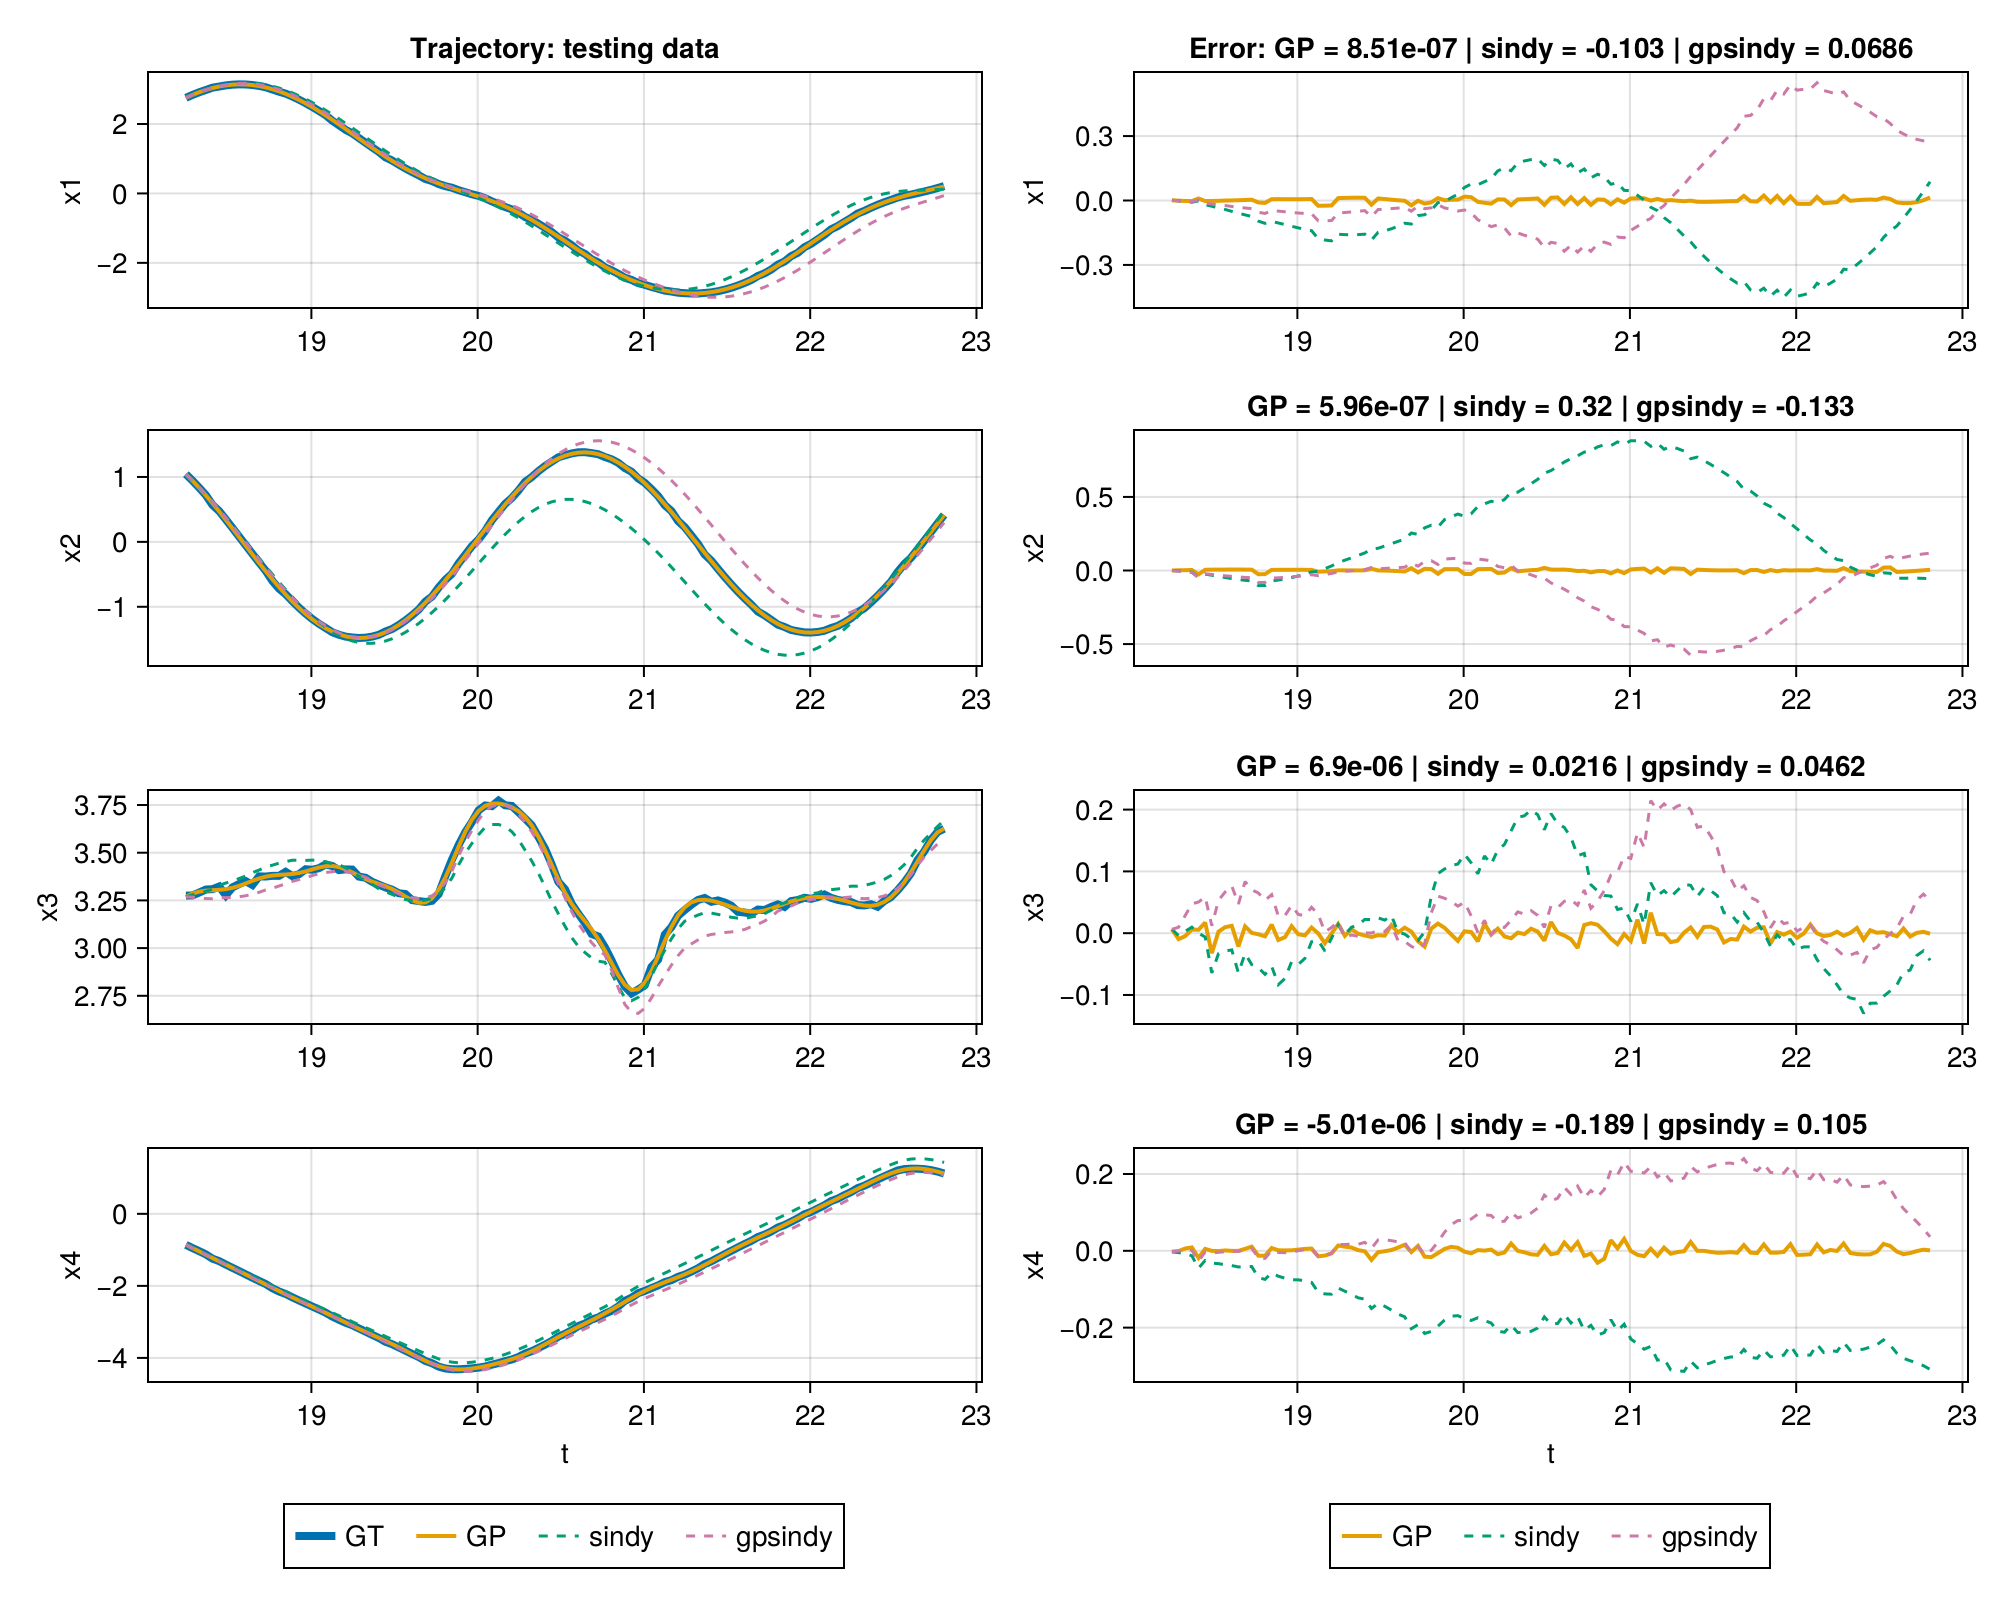 Trajectory: testing data
Error: GP = 8.51e-07 | sindy = -0.103 | gpsindy = 0.0686
x1
2
0
−2
19 20 21 22 23
x1
0.3
0.0
−0.3
19 20 21 22 23
GP = 5.96e-07 | sindy = 0.32 | gpsindy = -0.133
x2
1
0
−1
19 20 21 22 23
x2
0.5
0.0
−0.5
19 20 21 22 23
GP = 6.9e-06 | sindy = 0.0216 | gpsindy = 0.0462
x3
3.75
3.50
3.25
3.00
2.75
19 20 21 22 23
x3
0.2
0.1
0.0
−0.1
19 20 21 22 23
GP = -5.01e-06 | sindy = -0.189 | gpsindy = 0.105
x4
0
−2
−4
19 20 21 22 23
t
x4
0.2
0.0
−0.2
19 20 21 22 23
t
GT GP sindy gpsindy
GP sindy gpsindy